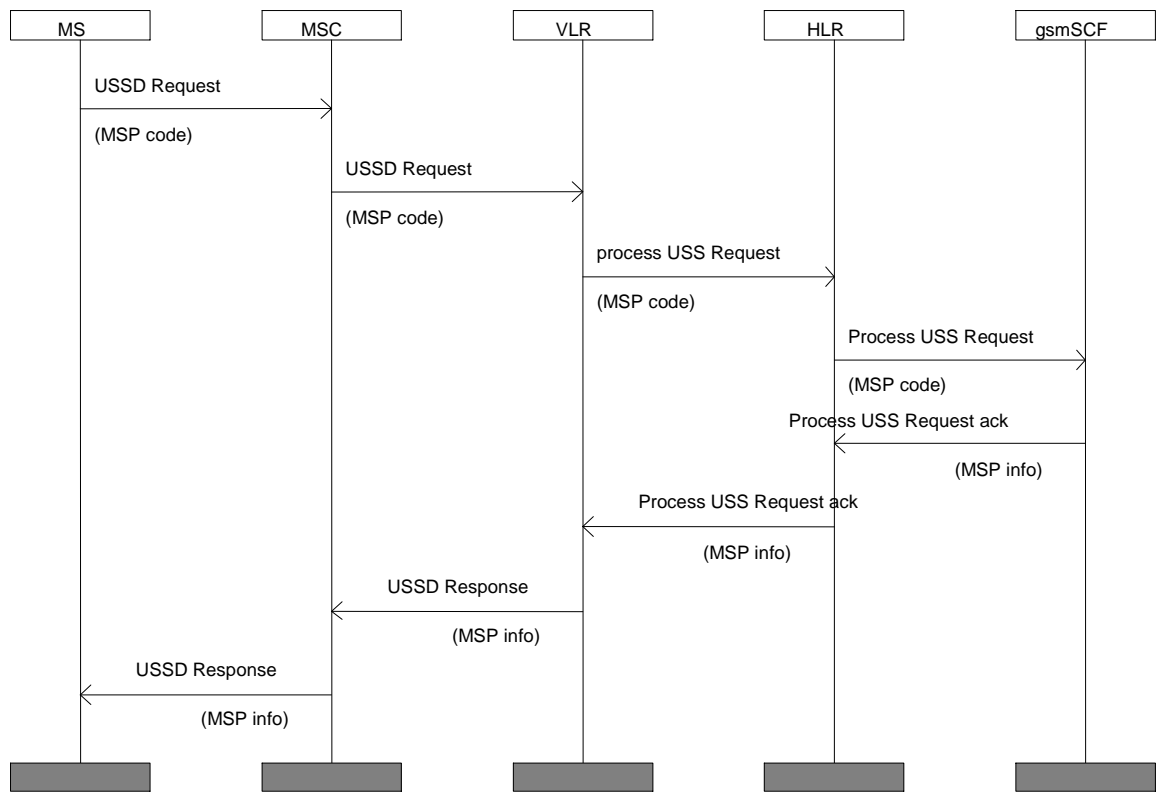 MS
MSC
VLR
HLR
gsmSCF
USSD Request
(MSP code)
USSD Request
(MSP code)
process USS Request
(MSP code)
Process USS Request
(MSP code)
Process USS Request ack
(MSP info)
Process USS Request ack
(MSP info)
USSD Response
(MSP info)
USSD Response
(MSP info)